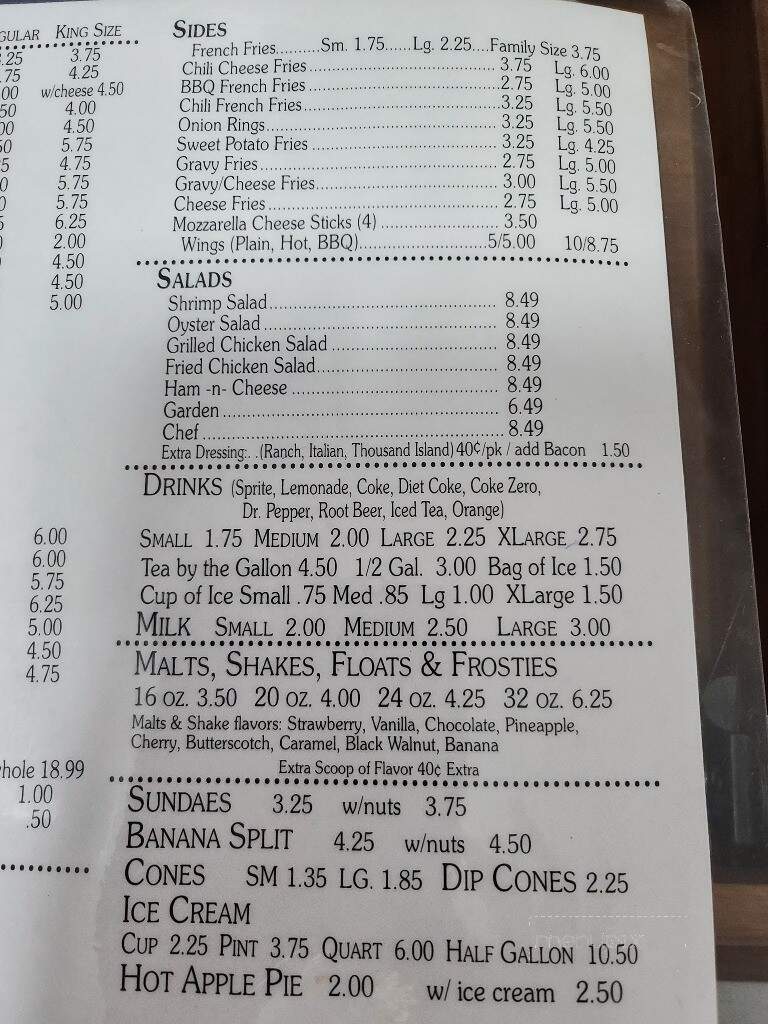 GULAR KING SIZE
.25 3.75
.75 4.25
.00 w/cheese 4.50
50 4.00
00 4.50
50 5.75
5 4.75
0 5.75
0 5.75
5 6.25
0 2.00
4.50
4.50
5.00
6.00
6.00
5.75
6.25
5.00
4.50
4.75
whole 18.99
1.00
.50
SIDES
French Fries..........Sm. 1.75......Lg. 2.25....Family Size 3.75
Chili Cheese Fries 3.75 Lg. 6.00
BBQ French Fries 2.75 Lg. 5.00
Chili French Fries 3.25 Lg. 5.50
Onion Rings 3.25 Lg. 5.50
Sweet Potato Fries 3.25 Lg. 4.25
Gravy Fries 2.75 Lg. 5.00
Gravy/Cheese Fries 3.00 Lg. 5.50
Cheese Fries 2.75 Lg. 5.00
Mozzarella Cheese Sticks (4) 3.50
Wings (Plain, Hot, BBQ) 5/5.00 10/8.75
SALADS
Shrimp Salad 8.49
Oyster Salad 8.49
Grilled Chicken Salad 8.49
Fried Chicken Salad 8.49
Ham -n- Cheese 8.49
Garden 6.49
Chef 8.49
Extra Dressing:. .(Ranch, Italian, Thousand Island) 40¢/pk / add Bacon 1.50
DRINKS (Sprite, Lemonade, Coke, Diet Coke, Coke Zero,
Dr. Pepper, Root Beer, Iced Tea, Orange)
SMALL 1.75 MEDIUM 2.00 LARGE 2.25 XLARGE 2.75
Tea by the Gallon 4.50 1/2 Gal. 3.00 Bag of Ice 1.50
Cup of Ice Small .75 Med .85 Lg 1.00 XLarge 1.50
MILK SMALL 2.00 MEDIUM 2.50 LARGE 3.00
MALTS, SHAKES, FLOATS & FROSTIES
16 OZ. 3.50 20 OZ. 4.00 24 OZ. 4.25 32 OZ. 6.25
Malts & Shake flavors: Strawberry, Vanilla, Chocolate, Pineapple,
Cherry, Butterscotch, Caramel, Black Walnut, Banana
Extra Scoop of Flavor 40¢ Extra
SUNDAES 3.25 w/nuts 3.75
BANANA SPLIT 4.25 w/nuts 4.50
CONES SM 1.35 LG. 1.85 DIP CONES 2.25
ICE CREAM
CUP 2.25 PINT 3.75 QUART 6.00 HALF GALLON 10.50
HOT APPLE PIE 2.00 w/ ice cream 2.50